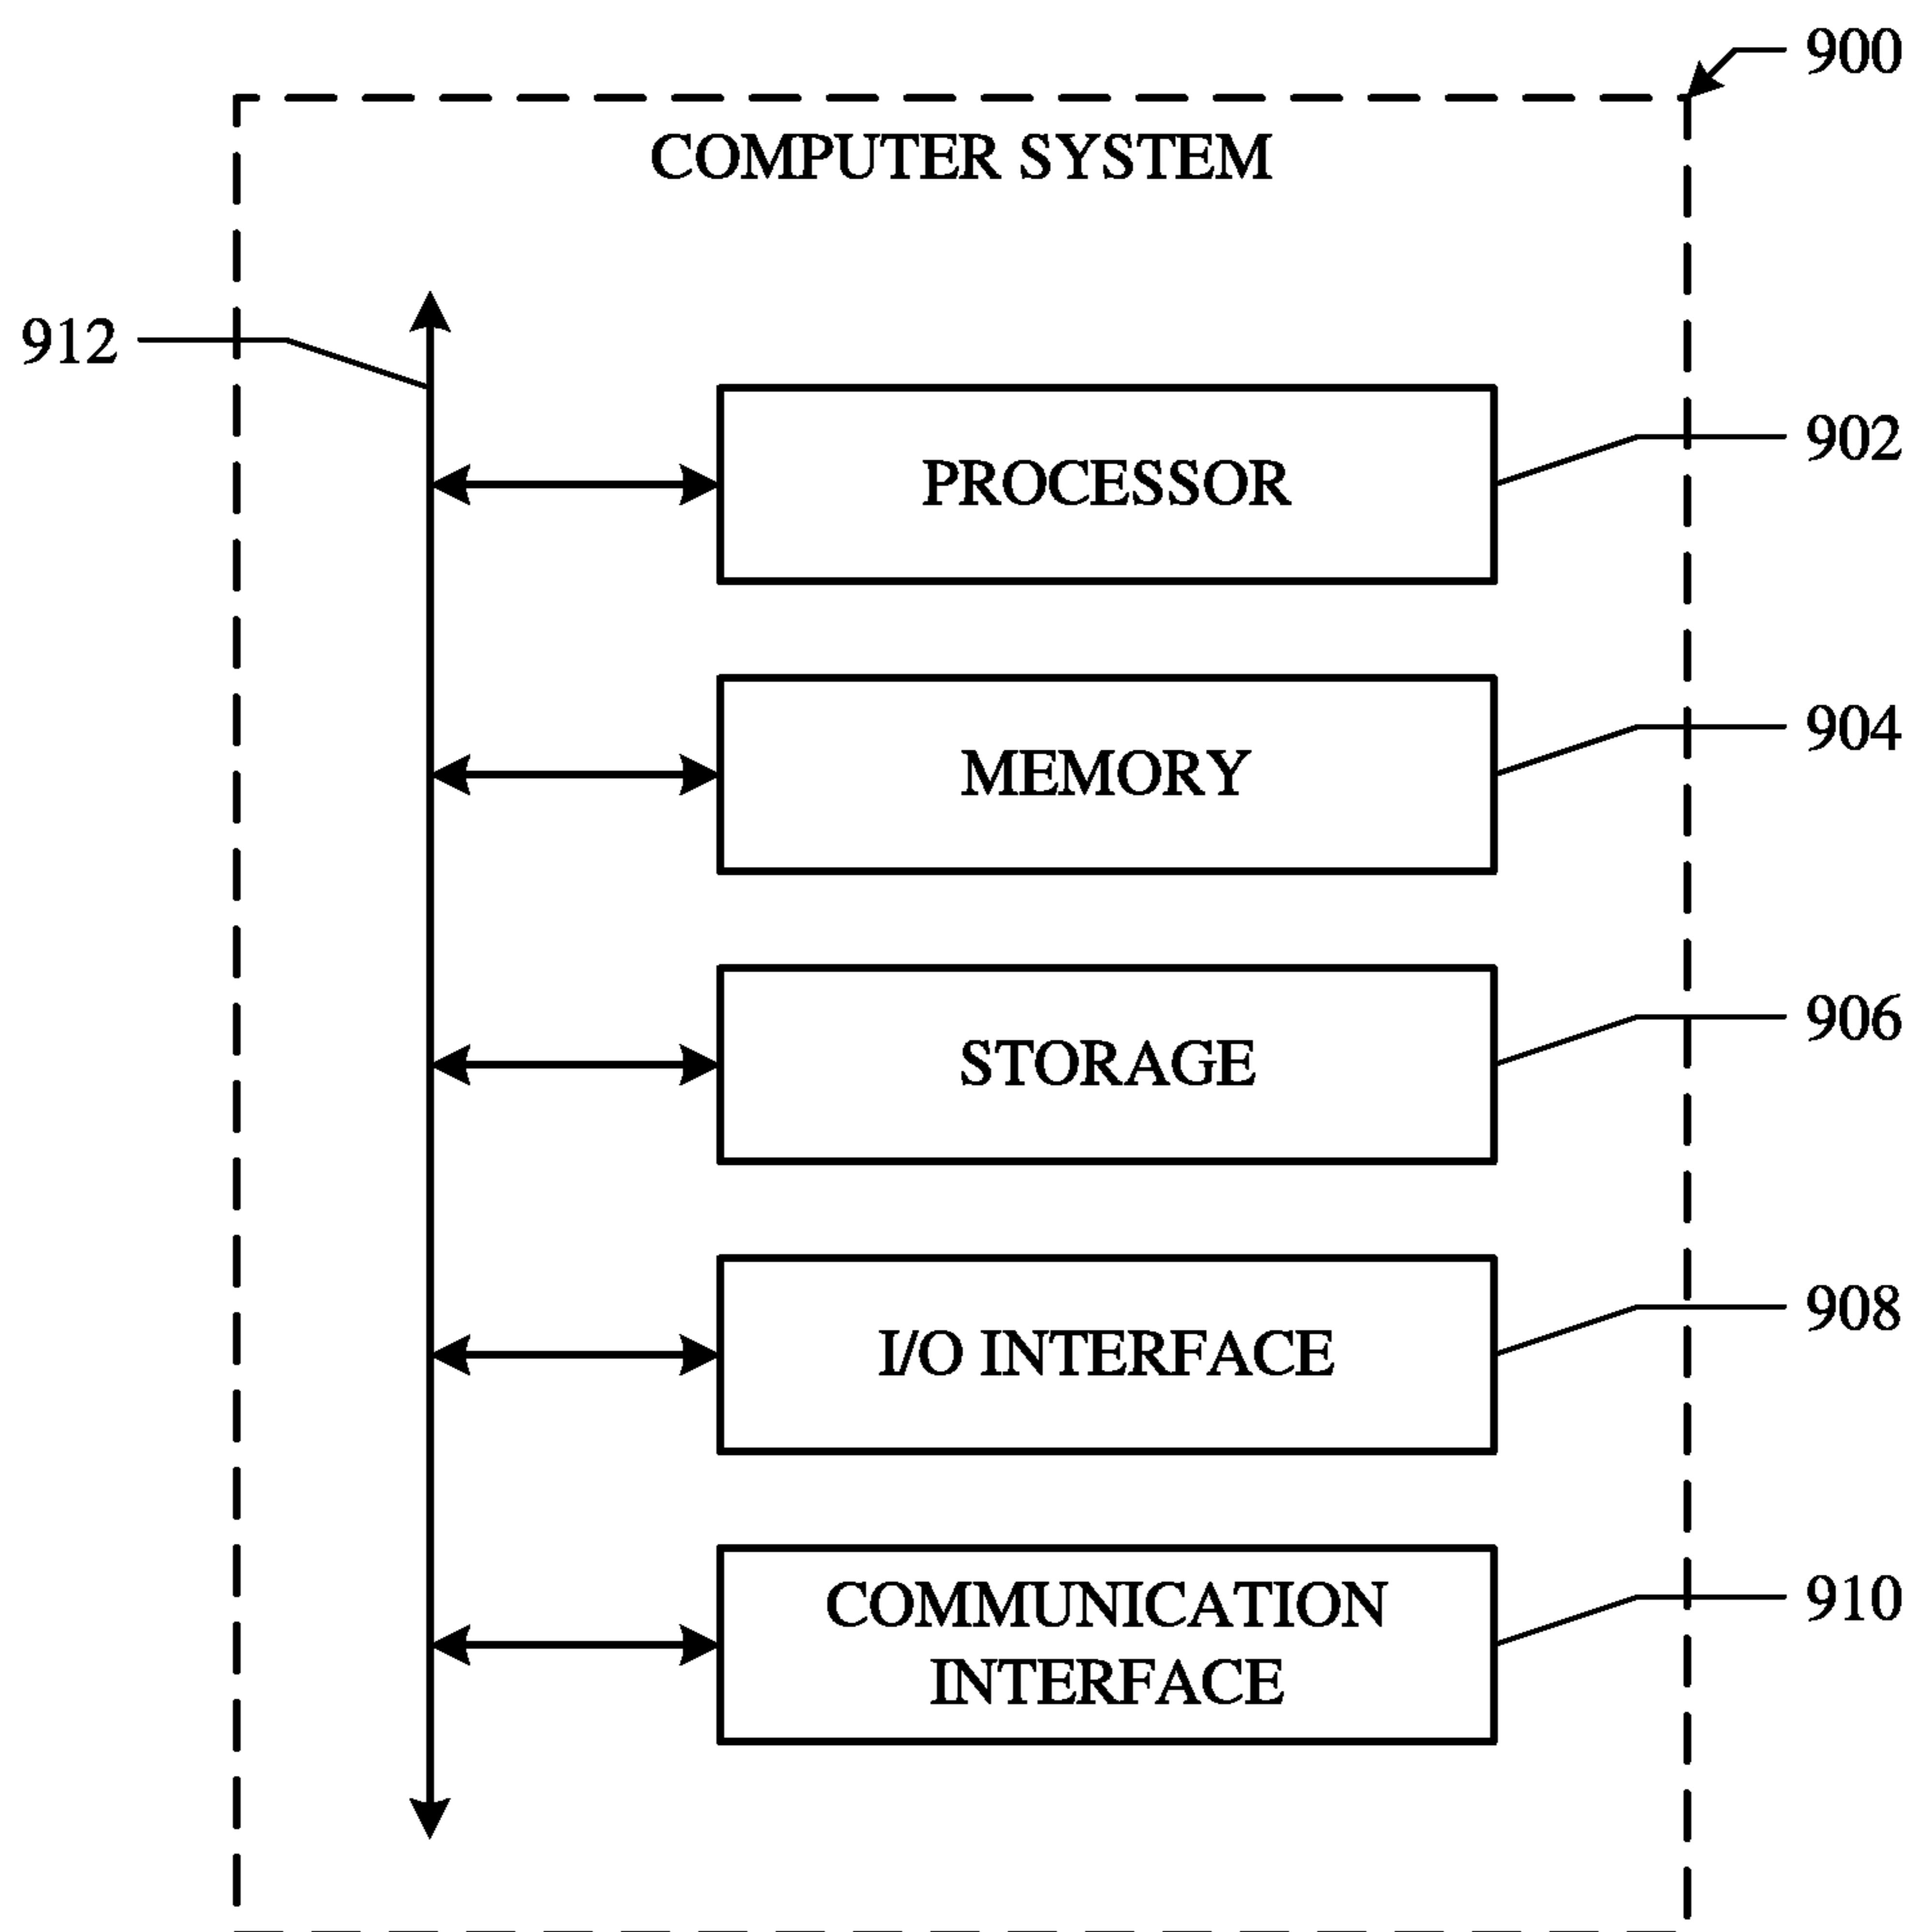 900
COMPUTER SYSTEM
912
PROCESSOR
902
MEMORY
904
STORAGE
906
I/O INTERFACE
908
COMMUNICATION
INTERFACE
910